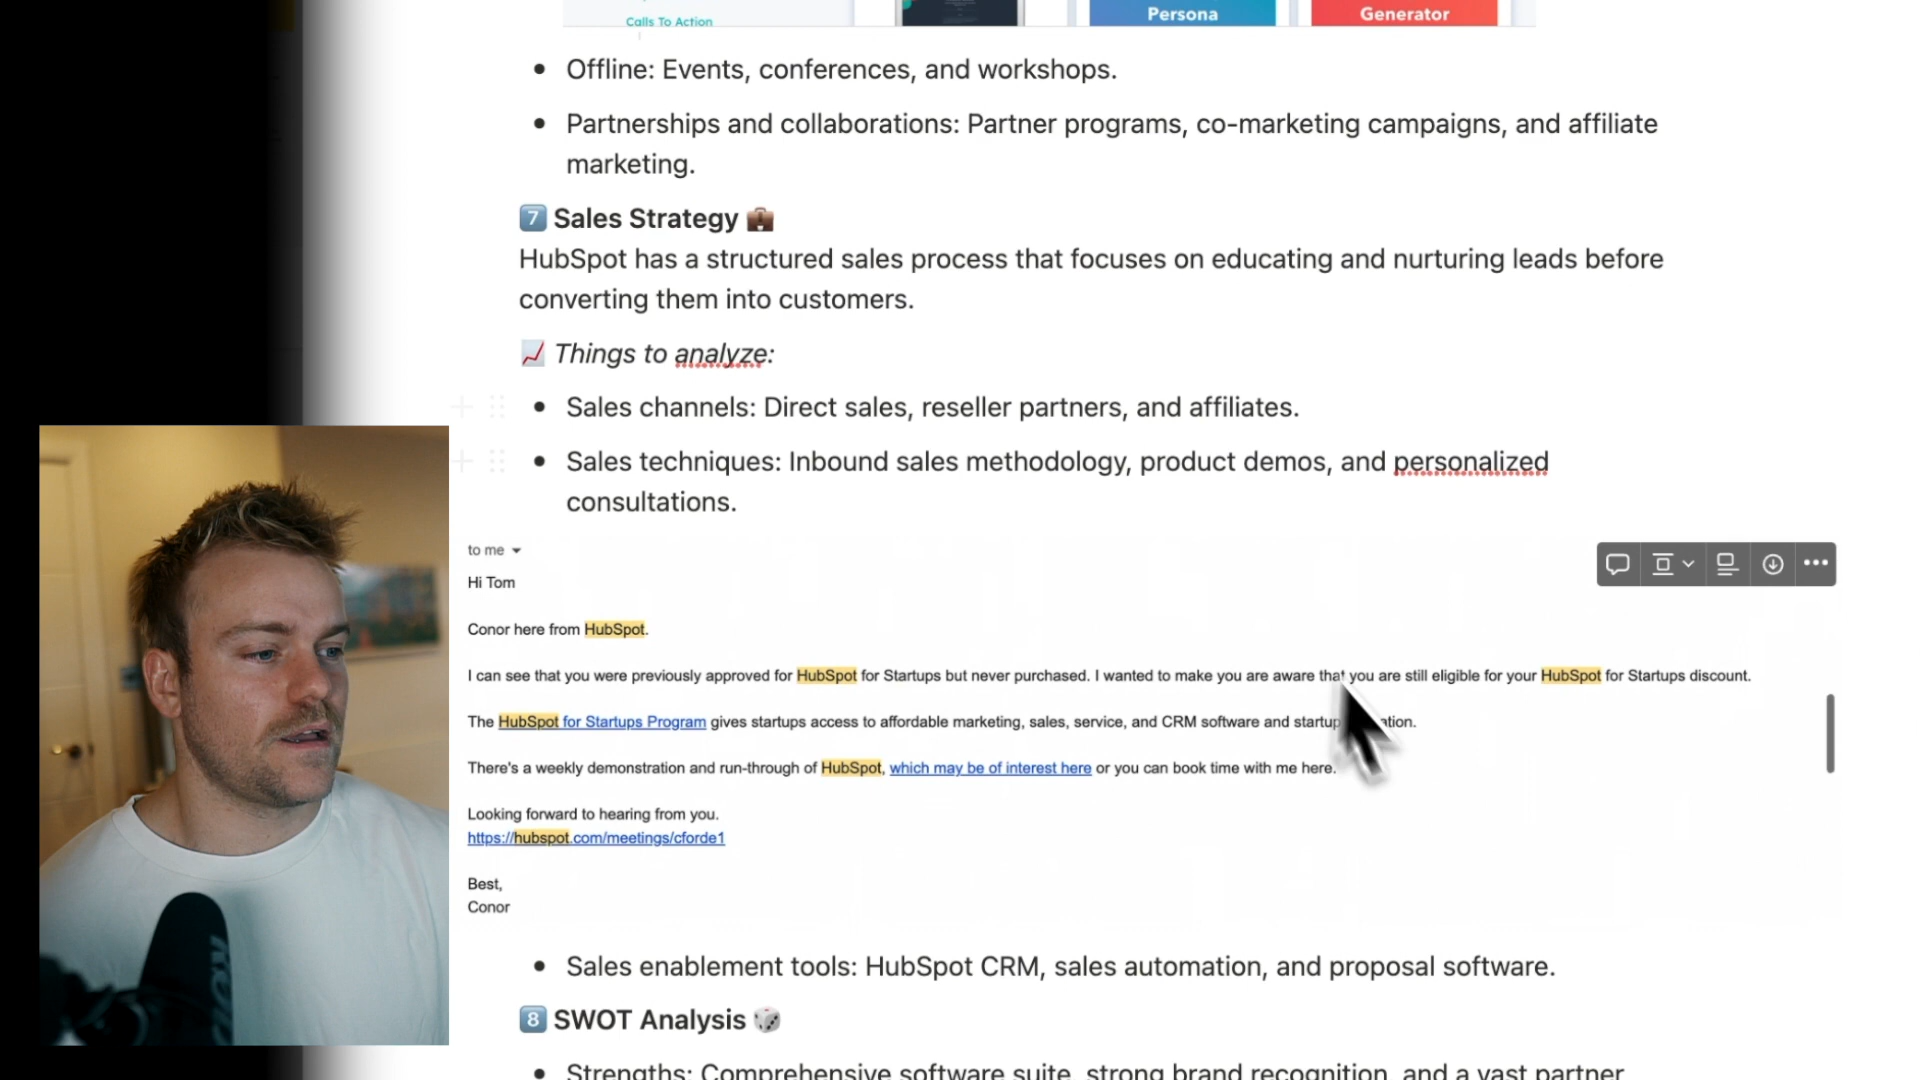 Calls To Action
Persona
Generator
• Offline: Events, conferences, and workshops.
• Partnerships and collaborations: Partner programs, co-marketing campaigns, and affiliate
marketing.
7 Sales Strategy
HubSpot has a structured sales process that focuses on educating and nurturing leads before
converting them into customers.
Things to analyze:
• Sales channels: Direct sales, reseller partners, and affiliates.
• Sales techniques: Inbound sales methodology, product demos, and personalized
consultations.
to me
Hi Tom
Conor here from HubSpot.
I can see that you were previously approved for HubSpot for Startups but never purchased. I wanted to make you are aware that you are still eligible for your HubSpot for Startups discount.
The HubSpot for Startups Program gives startups access to affordable marketing, sales, service, and CRM software and startup
There's a weekly demonstration and run-through of HubSpot, which may be of interest here or you can book time with me here.
Looking forward to hearing from you.
https://hubspot.com/meetings/cforde1
Best,
Conor
• Sales enablement tools: HubSpot CRM, sales automation, and proposal software.
8 SWOT Analysis
• Strengths: Comprehensive software suite, strong brand recognition, and a vast partner